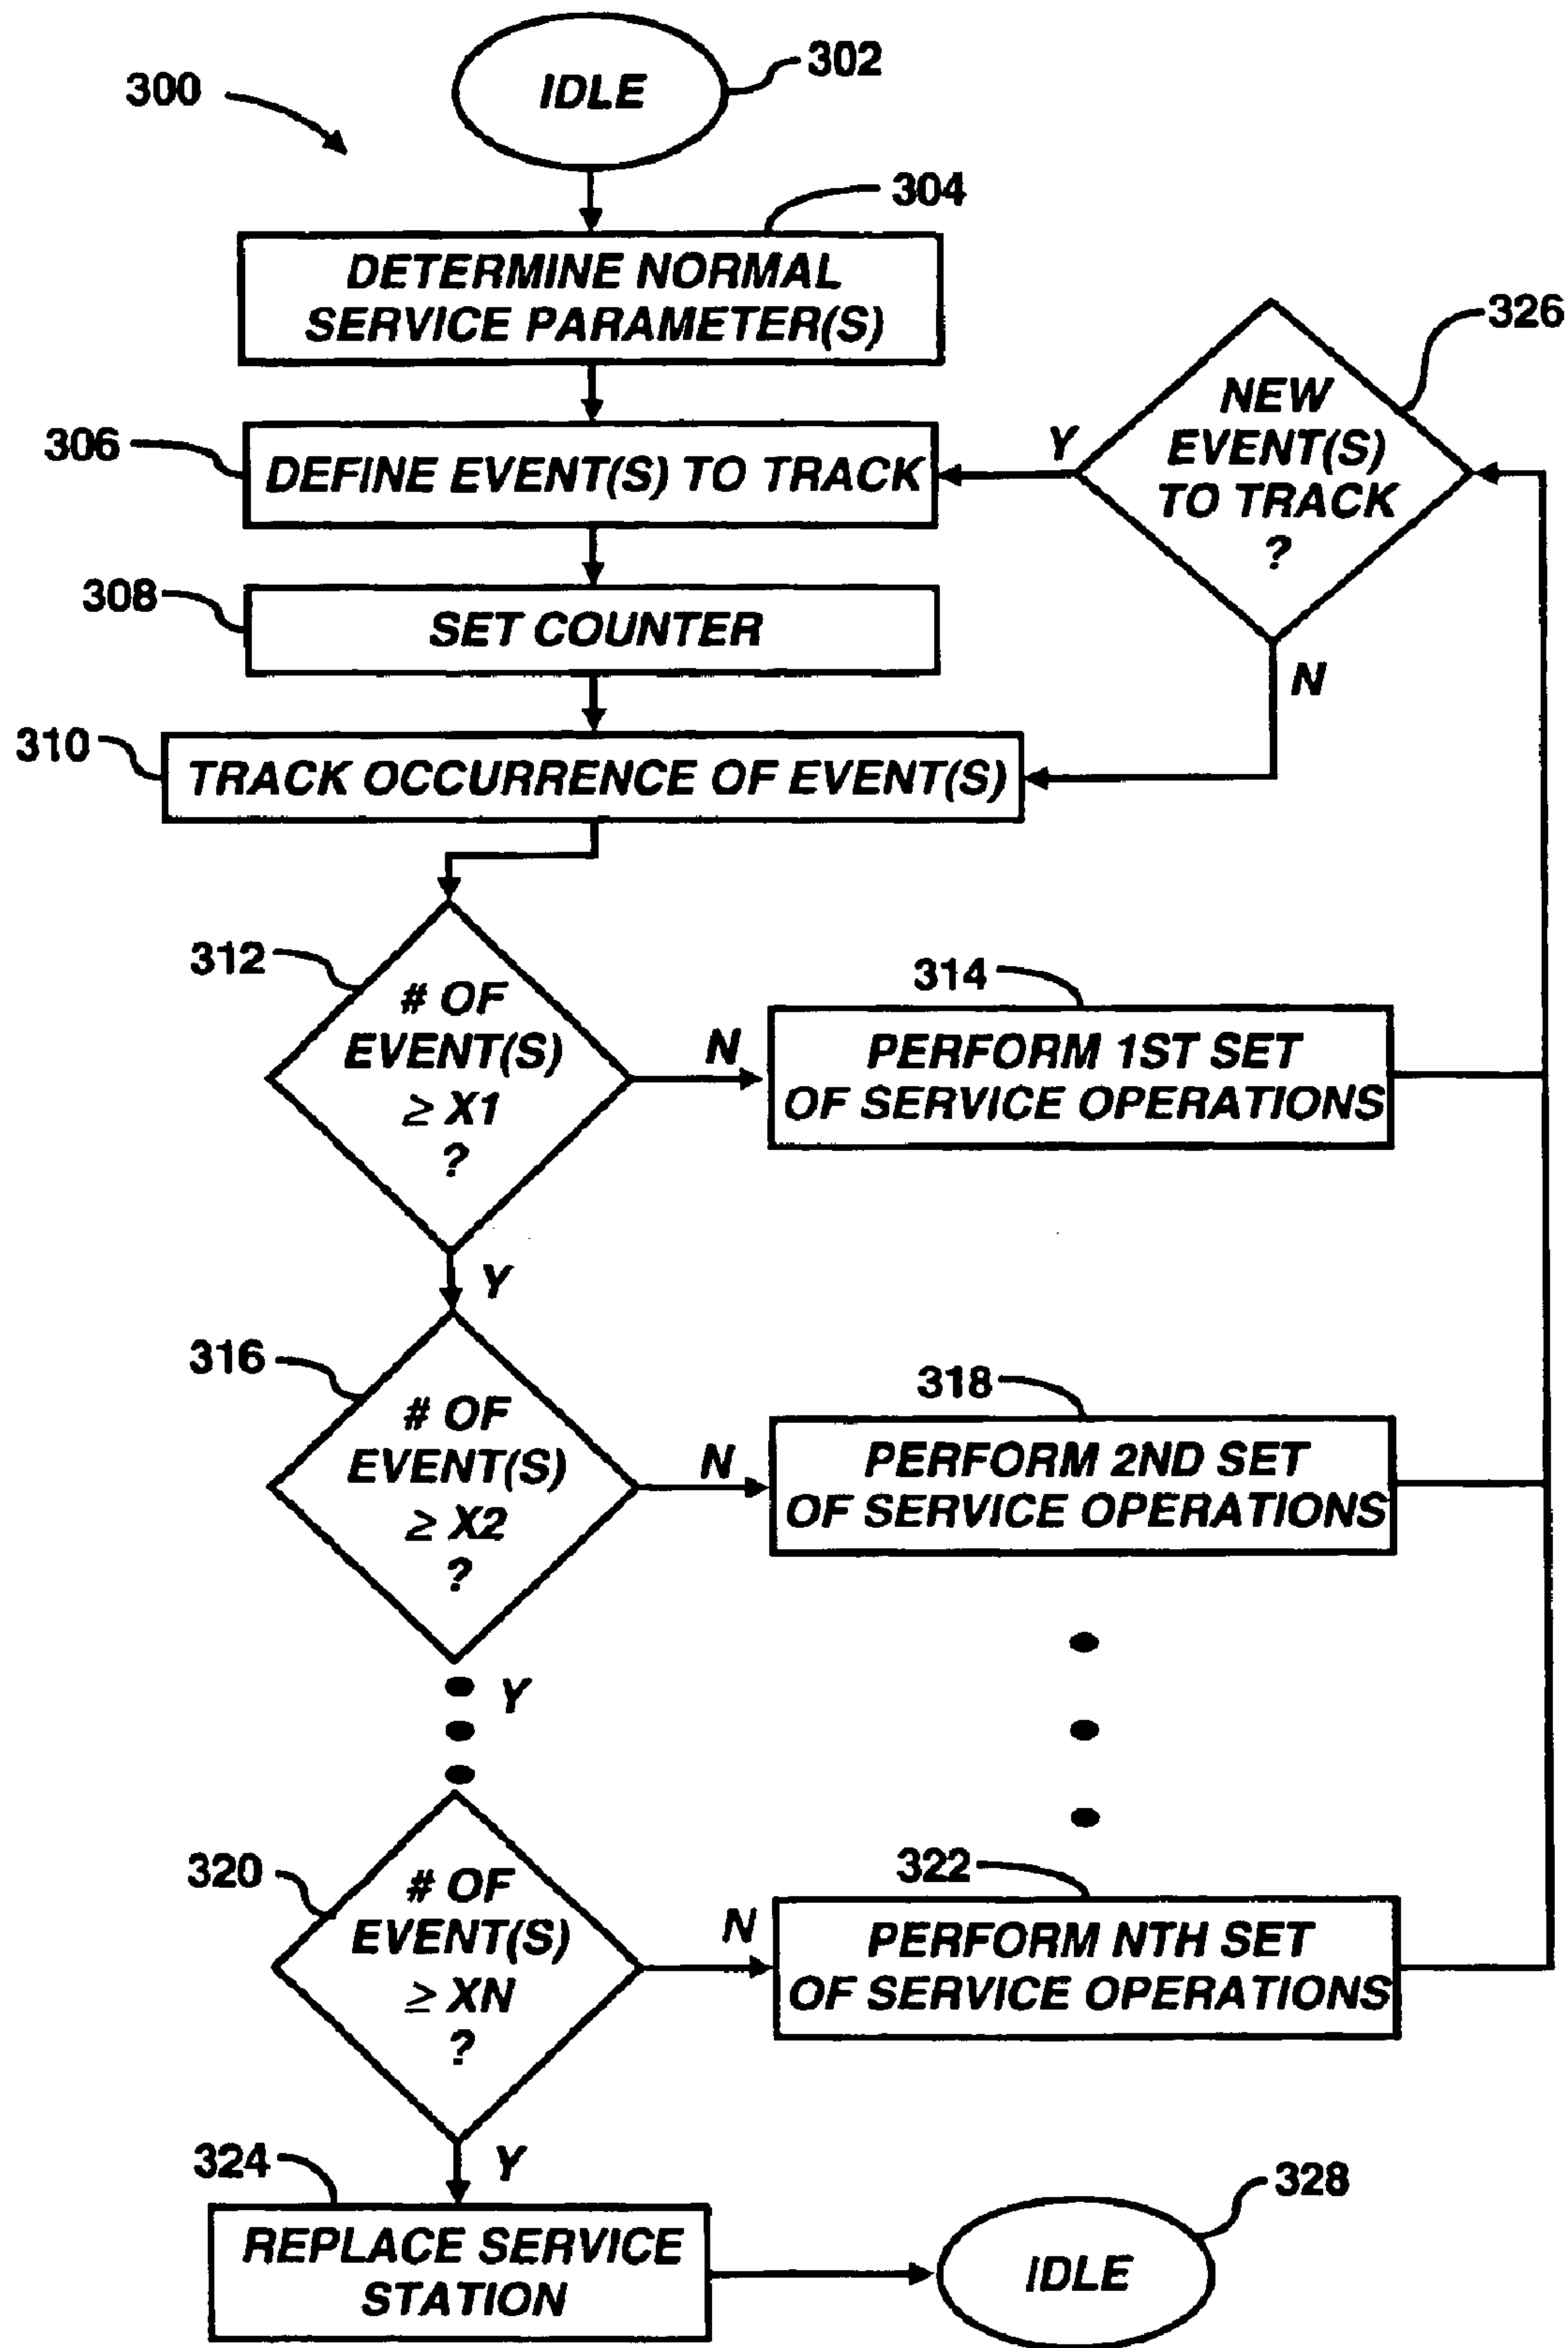 300
IDLE
302
304
DETERMINE NORMAL
SERVICE PARAMETER(S)
306
DEFINE EVENT(S) TO TRACK
Y
NEW
EVENT(S)
TO TRACK
?
326
N
308
SET COUNTER
310
TRACK OCCURRENCE OF EVENT(S)
312
# OF
EVENT(S)
≥ X1
?
N
314
PERFORM 1ST SET
OF SERVICE OPERATIONS
Y
316
# OF
EVENT(S)
≥ X2
?
N
318
PERFORM 2ND SET
OF SERVICE OPERATIONS
Y
320
# OF
EVENT(S)
≥ XN
?
N
322
PERFORM NTH SET
OF SERVICE OPERATIONS
Y
324
REPLACE SERVICE
STATION
328
IDLE